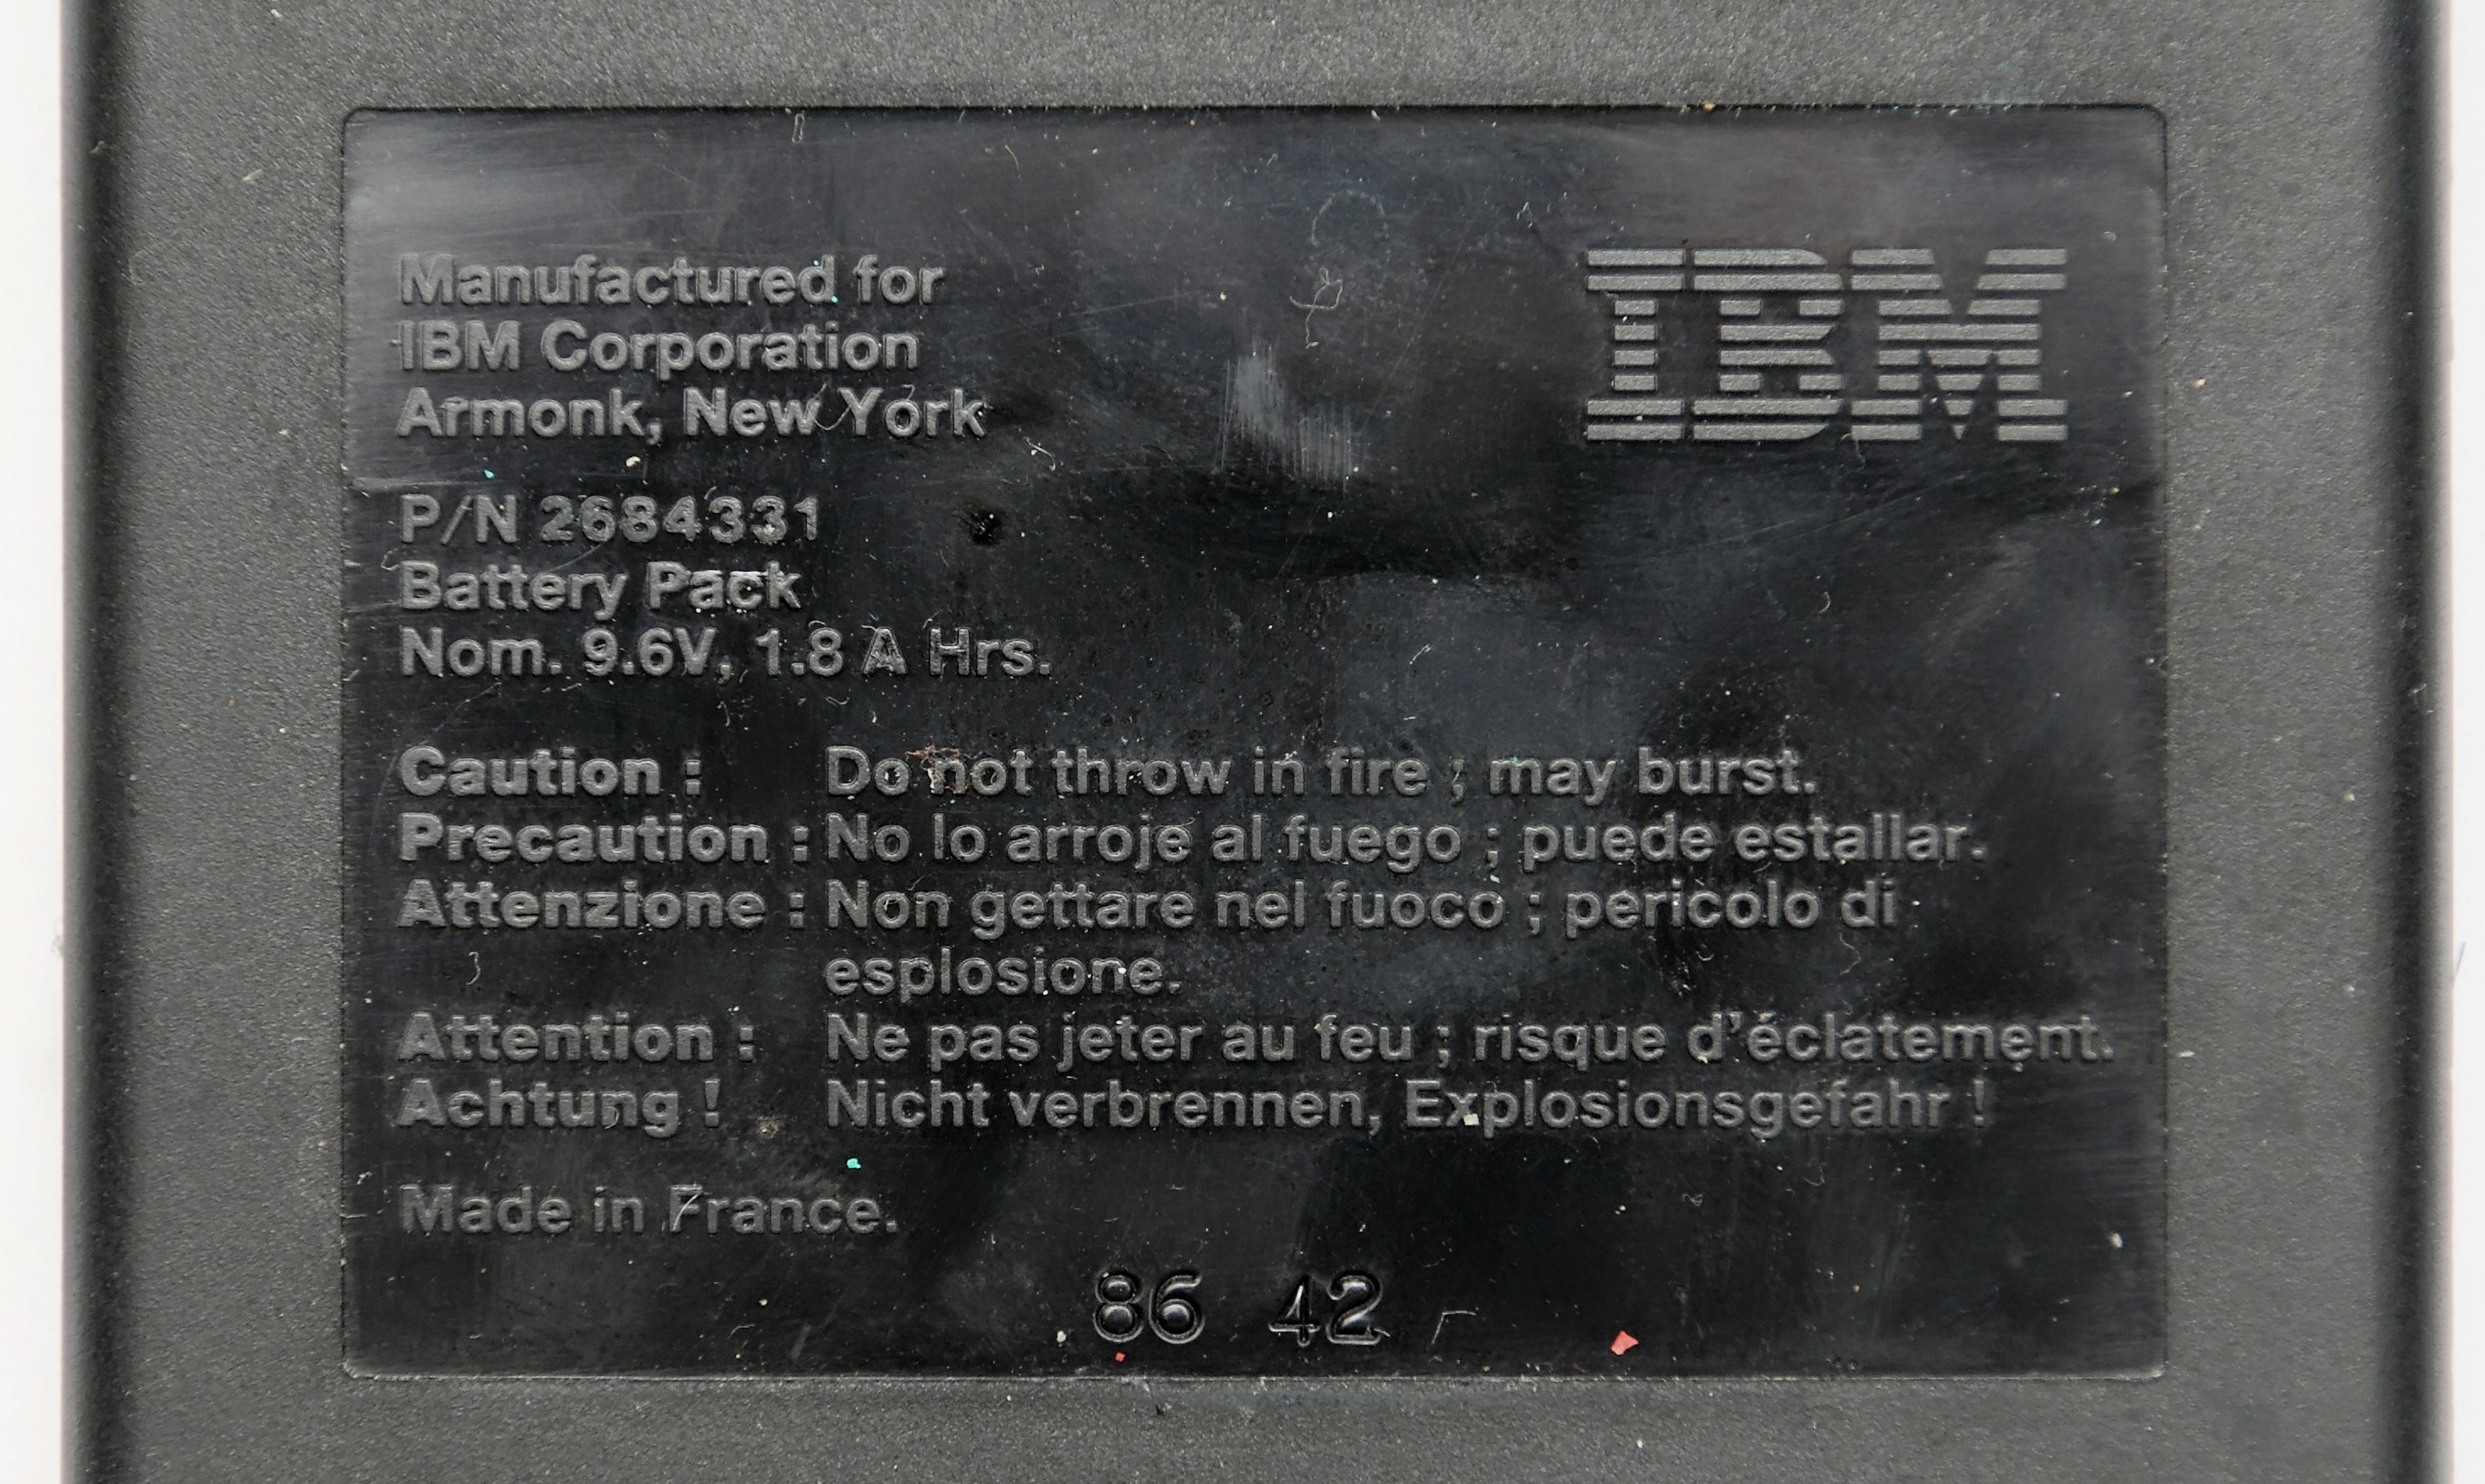 Manufactured for
IBM Corporation
Armonk, New York
IBM
P/N 2684331
Battery Pack
Nom. 9.6V, 1.8 A Hrs.
Caution : Do not throw in fire ; may burst.
Precaution : No lo arroje al fuego ; puede estallar.
Attenzione : Non gettare nel fuoco ; pericolo di
esplosione.
Attention : Ne pas jeter au feu ; risque d'éclatement.
Achtung ! Nicht verbrennen, Explosionsgefahr !
Made in France.
86 42